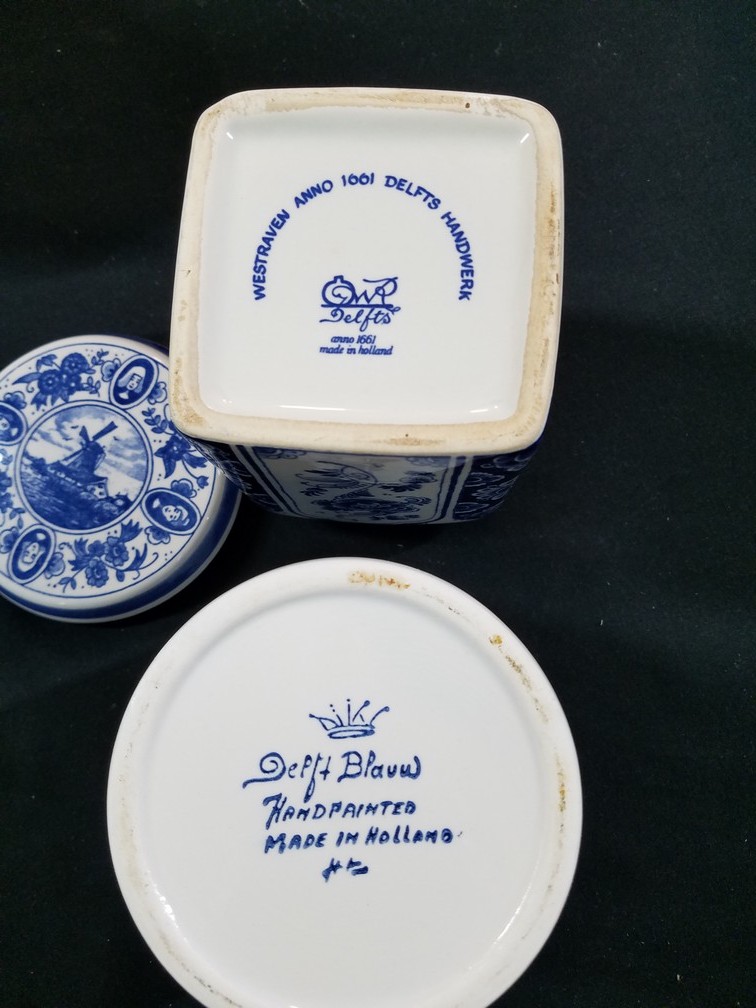 WESTRAVEN ANNO 1661 DELFTS HANDWERK
Delfts
anno 1661
made in holland
Delft Blauw
HANDPAINTED
MADE IN HOLLAND